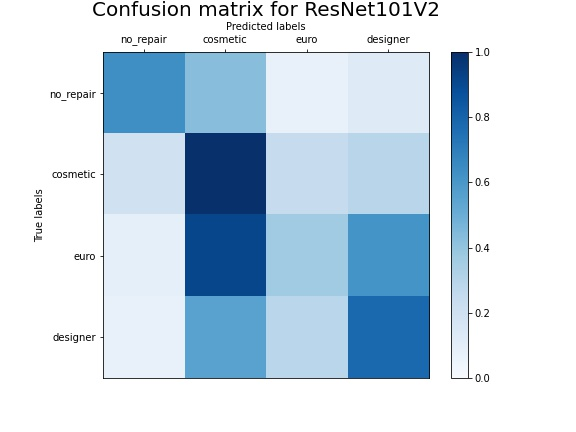 Confusion matrix for ResNet101V2
Predicted labels
no_repair cosmetic euro designer
True labels
no_repair
cosmetic
euro
designer
1.0
0.8
0.6
0.4
0.2
0.0